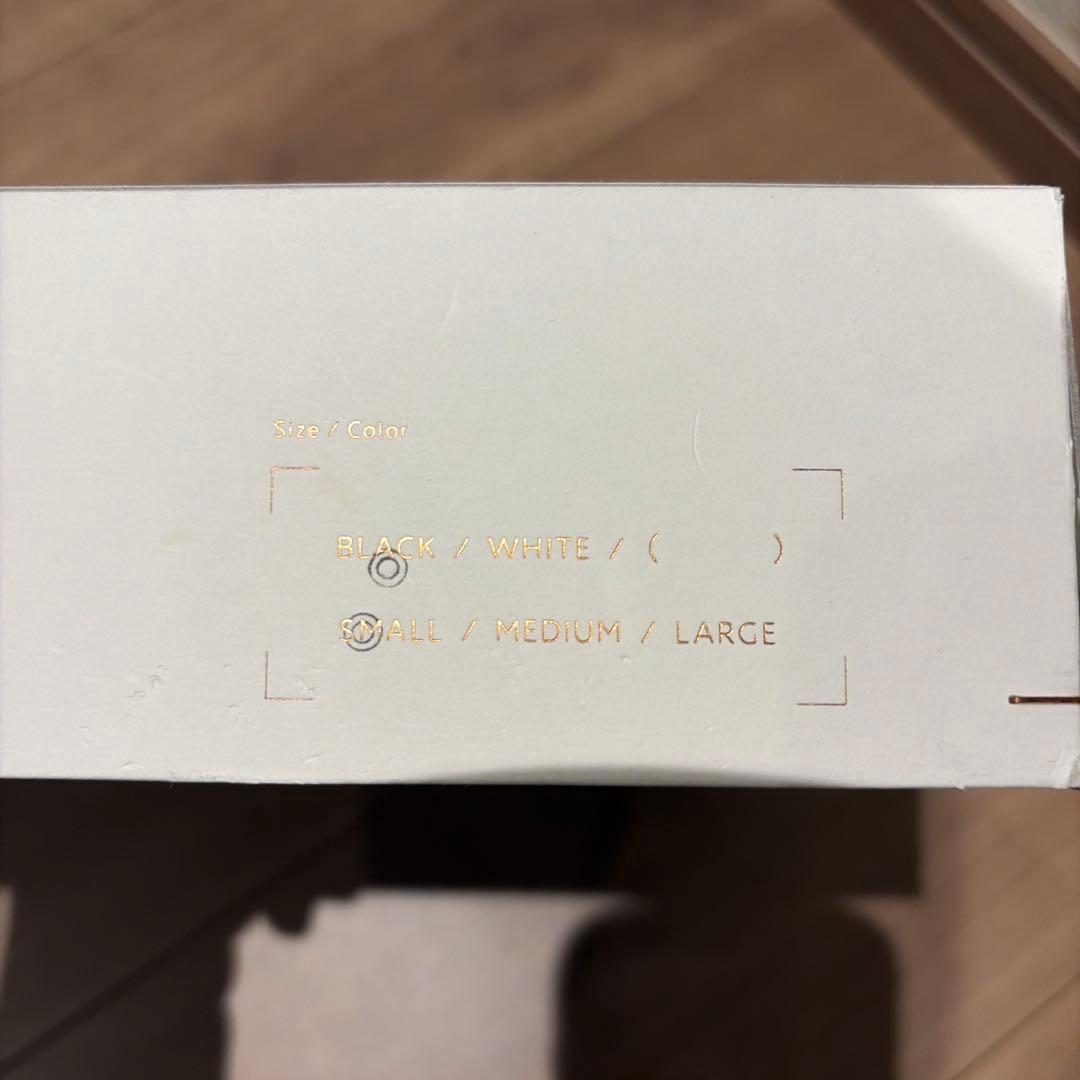 Size / Color
BLACK / WHITE / ( )
SMALL / MEDIUM / LARGE